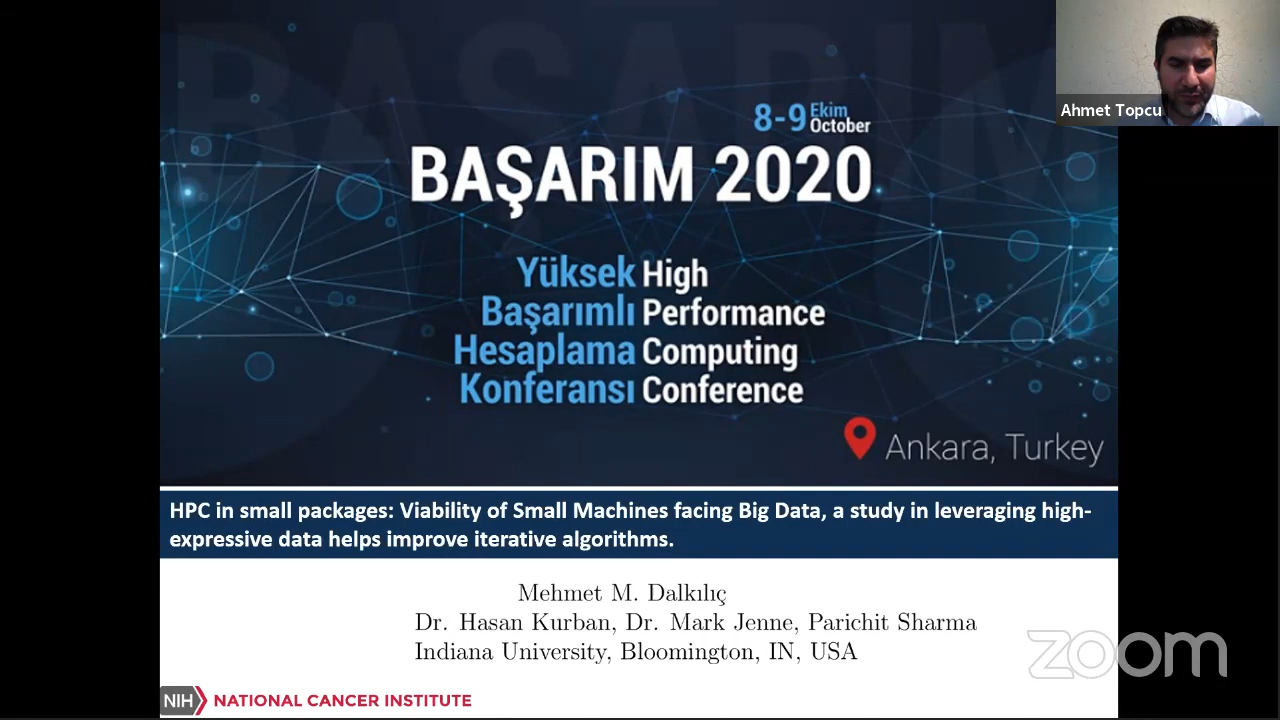 BAŞARIM
8-9 Ekim October
BAŞARIM 2020
Yüksek High
Başarımlı Performance
Hesaplama Computing
Konferansı Conference
Ankara, Turkey
Ahmet Topcu
HPC in small packages: Viability of Small Machines facing Big Data, a study in leveraging high-
expressive data helps improve iterative algorithms.
Mehmet M. Dalkılıç
Dr. Hasan Kurban, Dr. Mark Jenne, Parichit Sharma
Indiana University, Bloomington, IN, USA
zoom
NIH NATIONAL CANCER INSTITUTE